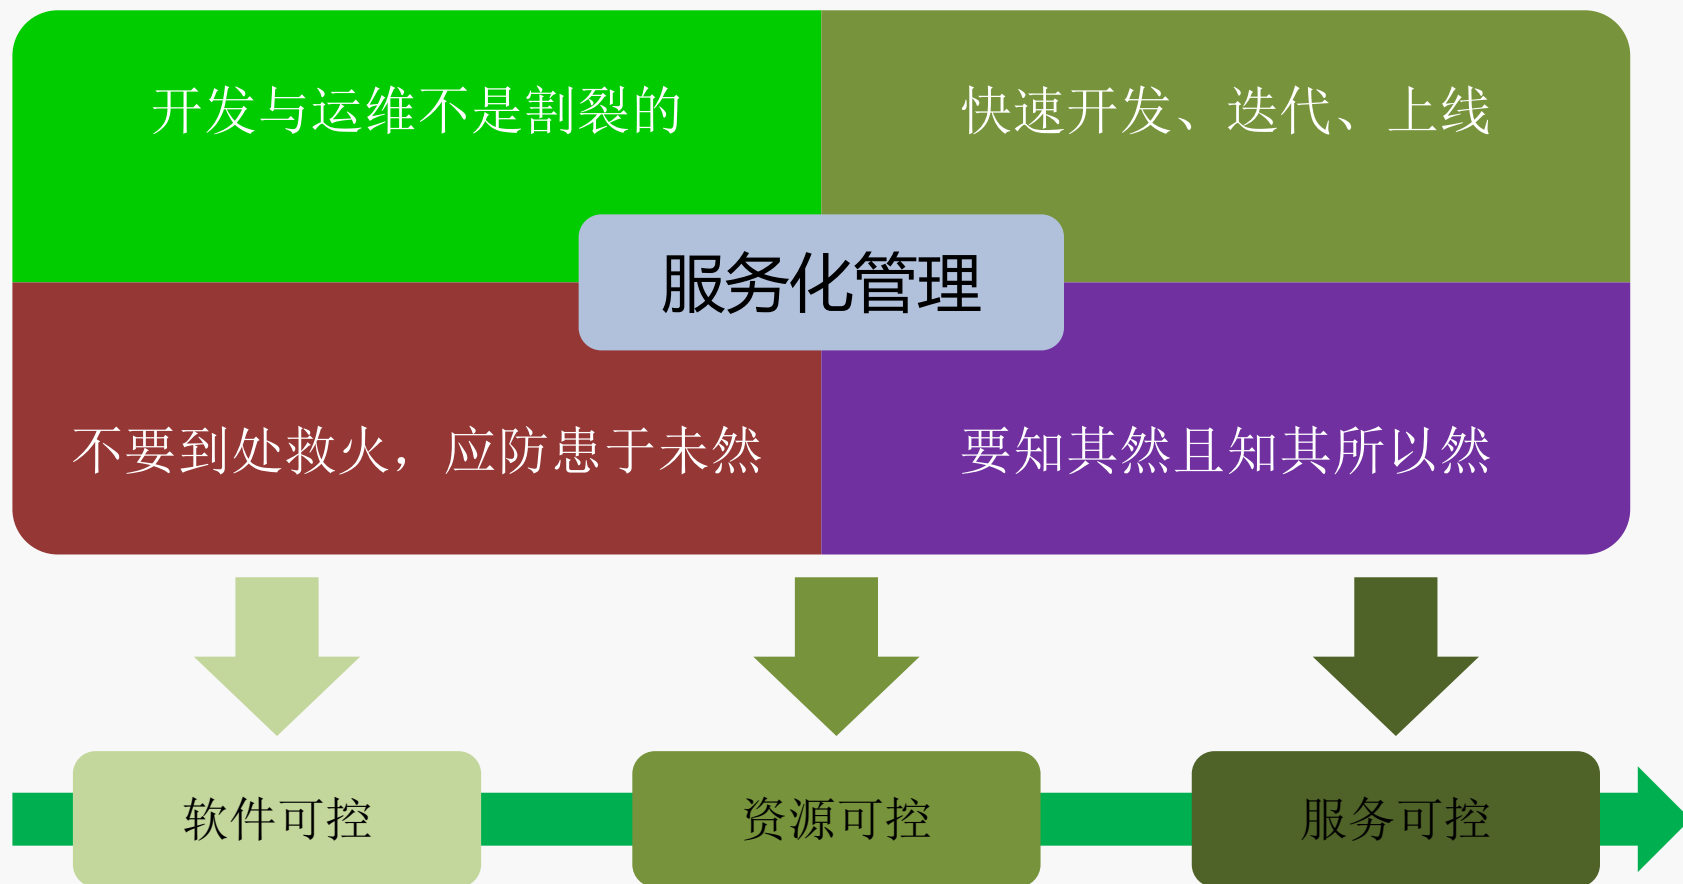 开发与运维不是割裂的
快速开发、迭代、上线
服务化管理
不要到处救火，应防患于未然
要知其然且知其所以然
软件可控
资源可控
服务可控